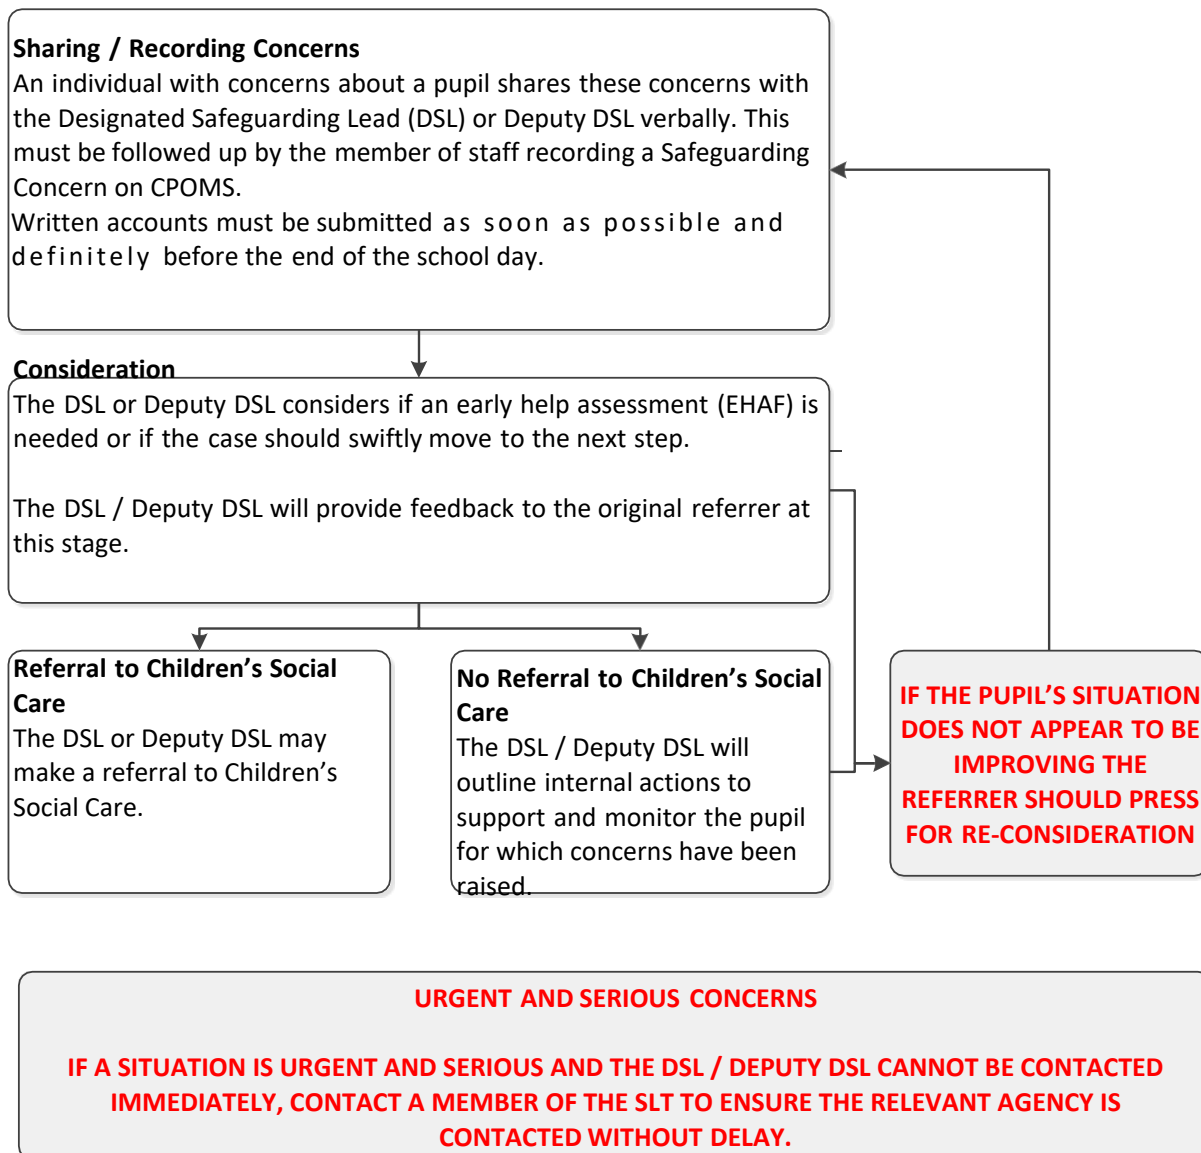 Sharing / Recording Concerns
An individual with concerns about a pupil shares these concerns with
the Designated Safeguarding Lead (DSL) or Deputy DSL verbally. This
must be followed up by the member of staff recording a Safeguarding
Concern on CPOMS.
Written accounts must be submitted as soon as possible and
definitely before the end of the school day.
Consideration
The DSL or Deputy DSL considers if an early help assessment (EHAF) is
needed or if the case should swiftly move to the next step.
The DSL / Deputy DSL will provide feedback to the original referrer at
this stage.
Referral to Children’s Social
Care
The DSL or Deputy DSL may
make a referral to Children’s
Social Care.
No Referral to Children’s Social
Care
The DSL / Deputy DSL will
outline internal actions to
support and monitor the pupil
for which concerns have been
raised.
IF THE PUPIL’S SITUATION
DOES NOT APPEAR TO BE
IMPROVING THE
REFERRER SHOULD PRESS
FOR RE-CONSIDERATION
URGENT AND SERIOUS CONCERNS
IF A SITUATION IS URGENT AND SERIOUS AND THE DSL / DEPUTY DSL CANNOT BE CONTACTED
IMMEDIATELY, CONTACT A MEMBER OF THE SLT TO ENSURE THE RELEVANT AGENCY IS
CONTACTED WITHOUT DELAY.